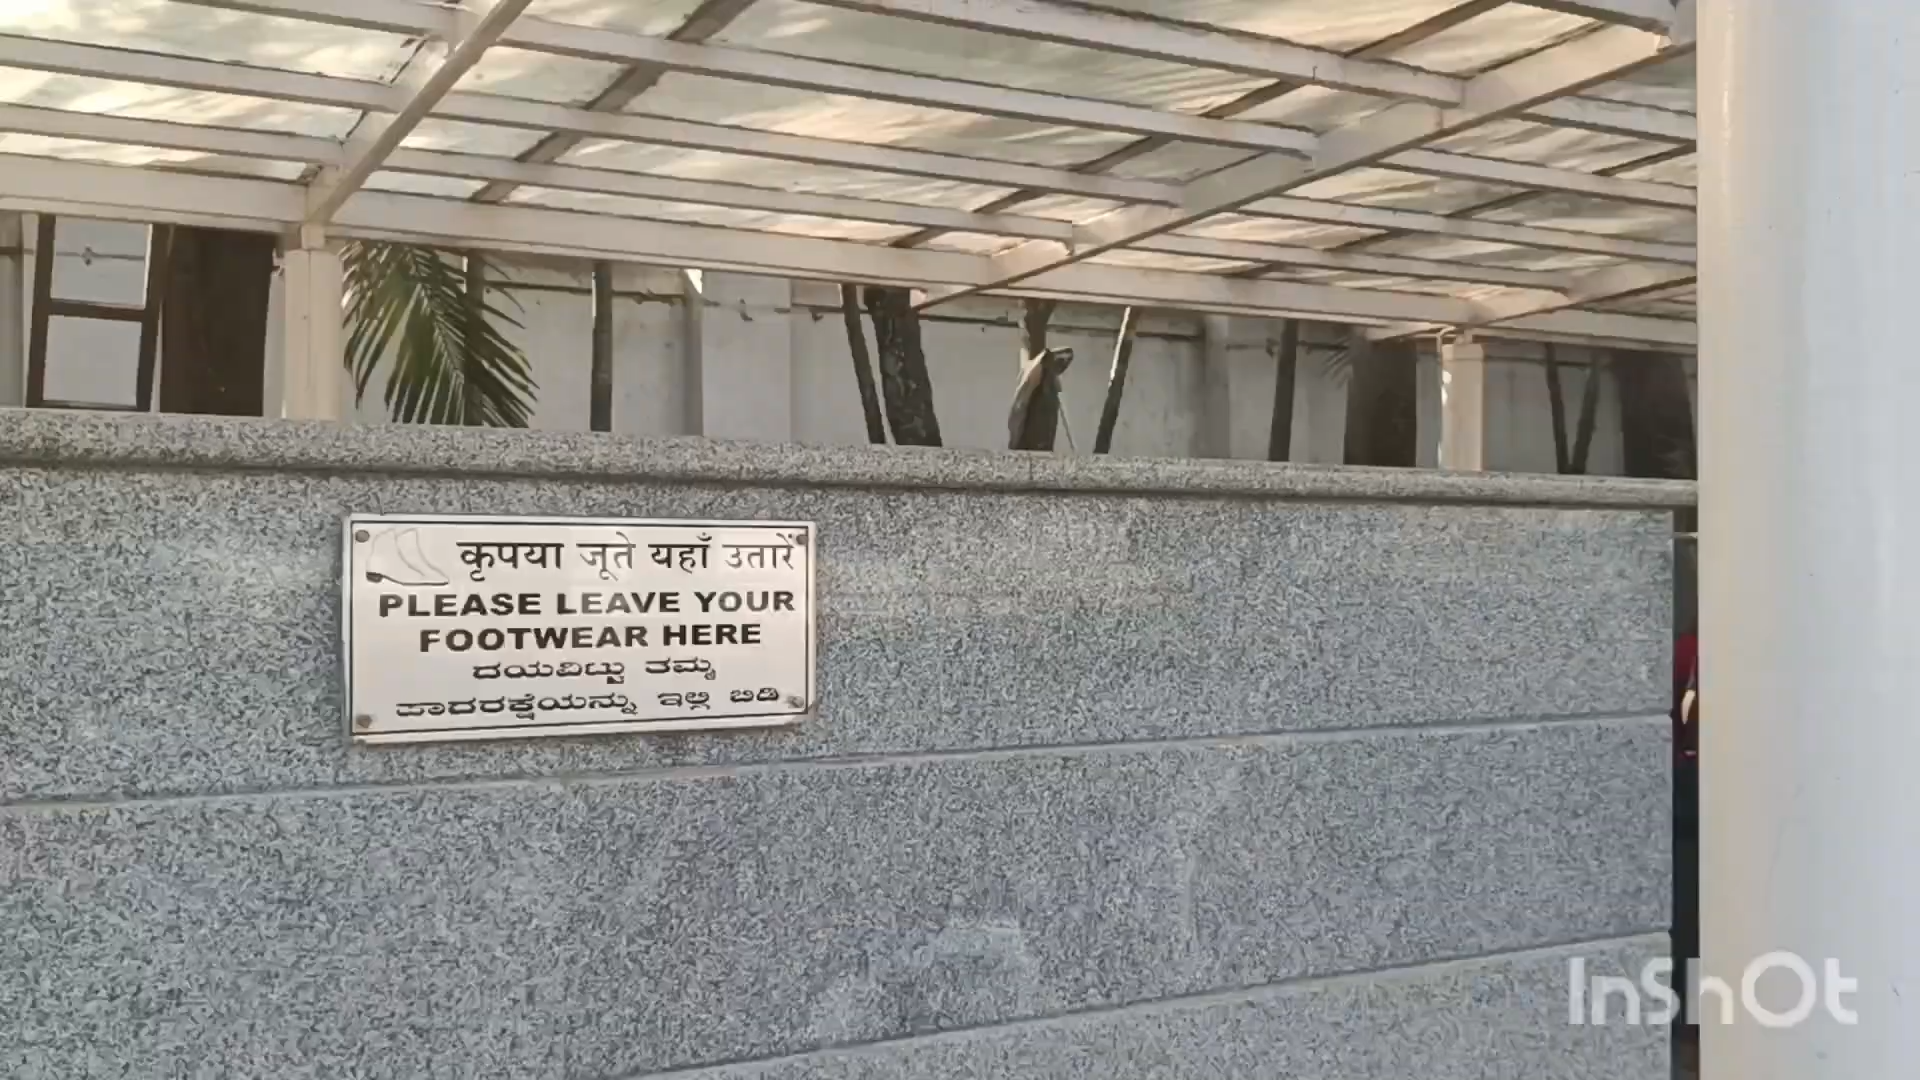 कृपया जूते यहाँ उतारें
PLEASE LEAVE YOUR
FOOTWEAR HERE
ದಯವಿಟ್ಟು ತಮ್ಮ
ಪಾದರಕ್ಷೆಯನ್ನು ಇಲ್ಲಿ ಬಿಡಿ
InShOt